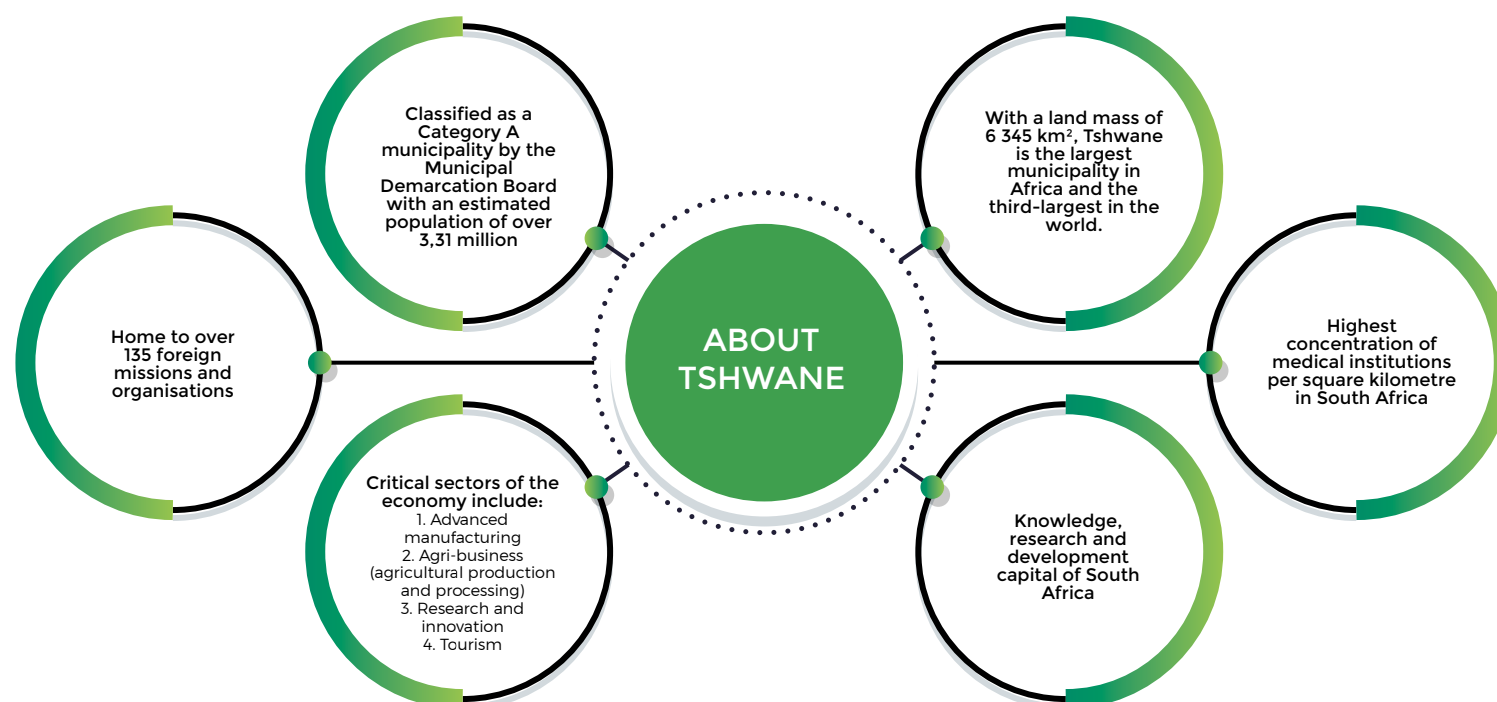 Classified as a
Category A
municipality by the
Municipal
Demarcation Board
with an estimated
population of over
3,31 million
With a land mass of
6 345 km², Tshwane
is the largest
municipality in
Africa and the
third-largest in the
world.
Home to over
135 foreign
missions and
organisations
ABOUT
TSHWANE
Highest
concentration of
medical institutions
per square kilometre
in South Africa
Critical sectors of the
economy include:
1. Advanced
manufacturing
2. Agri-business
(agricultural production
and processing)
3. Research and
innovation
4. Tourism
Knowledge,
research and
development
capital of South
Africa